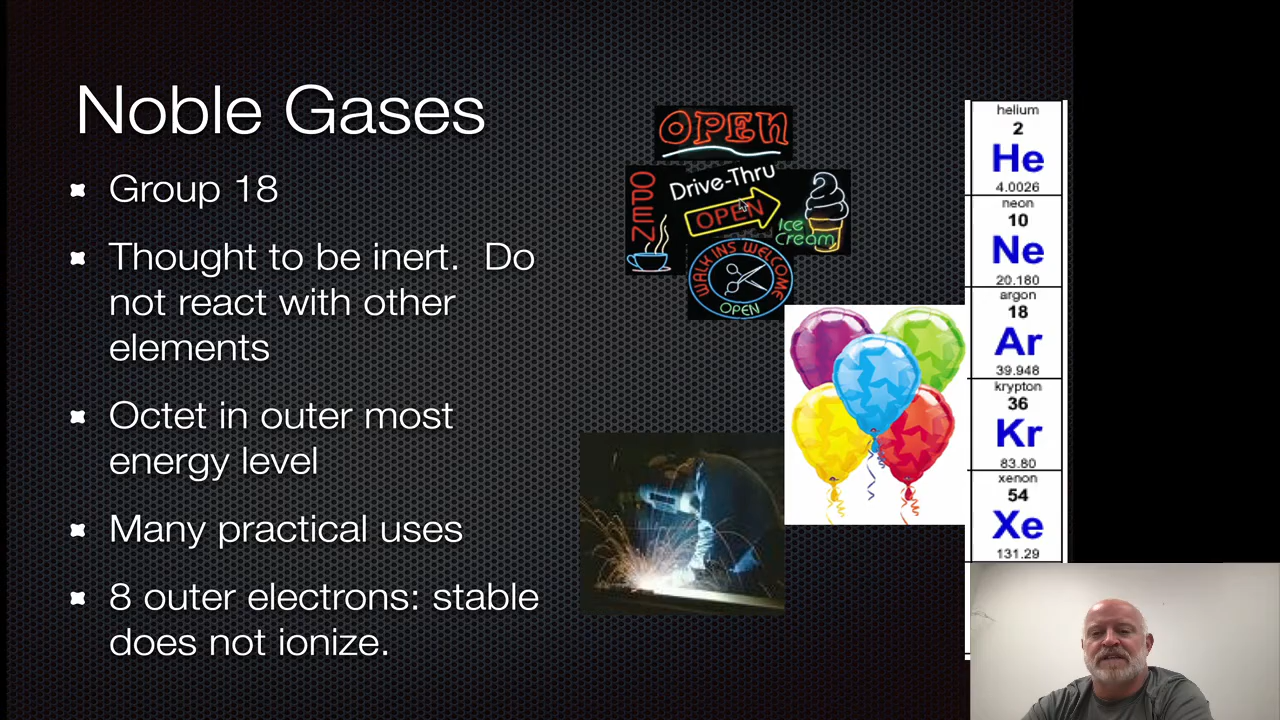 Noble Gases
Group 18
Thought to be inert.  Do
not react with other
elements
Octet in outer most
energy level
Many practical uses
8 outer electrons: stable
does not ionize.
OPEN
OPEN
Drive-Thru
OPEN
Ice
Cream
WALK INS WELCOME
OPEN
helium
2
He
4.0026
neon
10
Ne
20.180
argon
18
Ar
39.948
krypton
36
Kr
83.80
xenon
54
Xe
131.29